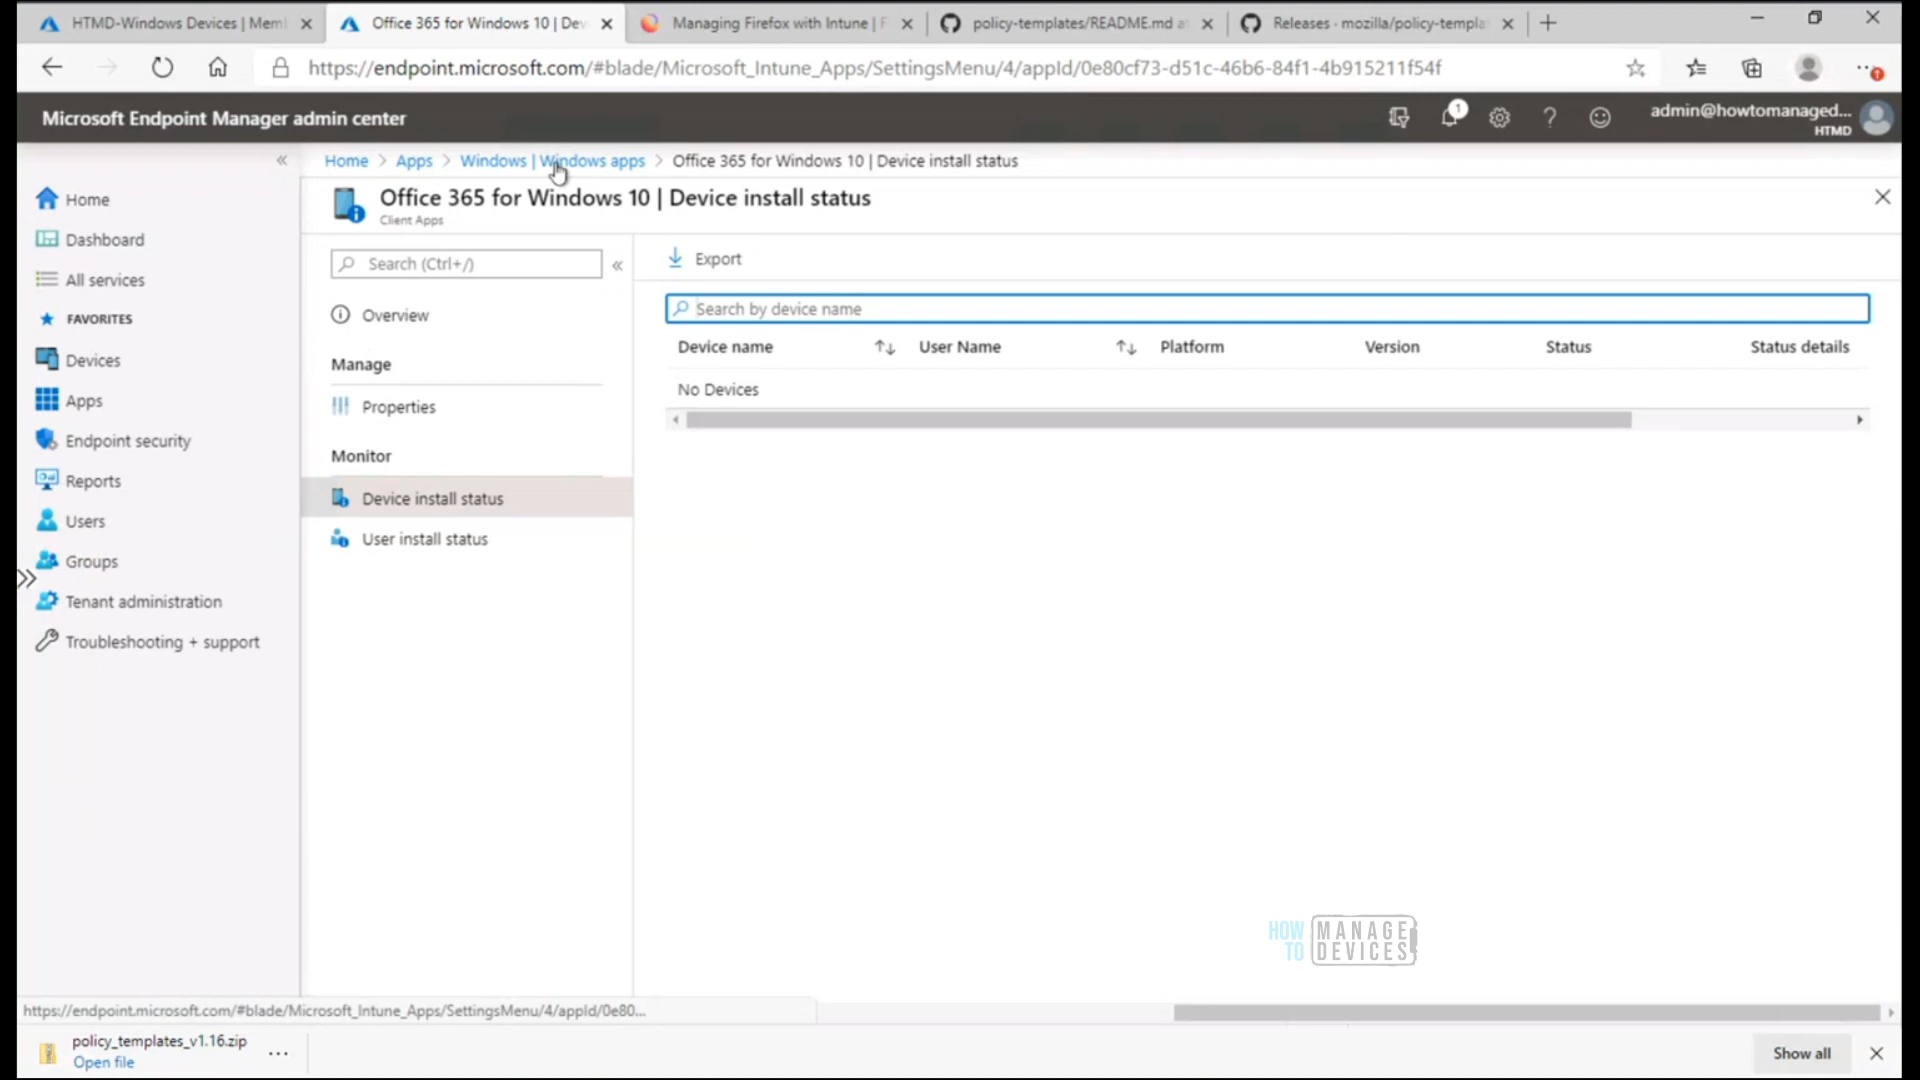 HTMD-Windows Devices | Mem
Office 365 for Windows 10 | Dev
Managing Firefox with Intune | F
policy-templates/README.md a
Releases · mozilla/policy-templa
https://endpoint.microsoft.com/#blade/Microsoft_Intune_Apps/SettingsMenu/4/appId/0e80cf73-d51c-46b6-84f1-4b915211f54f
Microsoft Endpoint Manager admin center
1
admin@howtomanaged...
HTMD
Home > Apps > Windows | Windows apps > Office 365 for Windows 10 | Device install status
Office 365 for Windows 10 | Device install status
Client Apps
Home
Dashboard
All services
FAVORITES
Devices
Apps
Endpoint security
Reports
Users
Groups
Tenant administration
Troubleshooting + support
Search (Ctrl+/)
Overview
Manage
Properties
Monitor
Device install status
User install status
Export
Search by device name
Device name User Name Platform Version Status Status details
No Devices
HOW TO MANAGE DEVICES
https://endpoint.microsoft.com/#blade/Microsoft_Intune_Apps/SettingsMenu/4/appId/0e80...
policy_templates_v1.16.zip
Open file
Show all